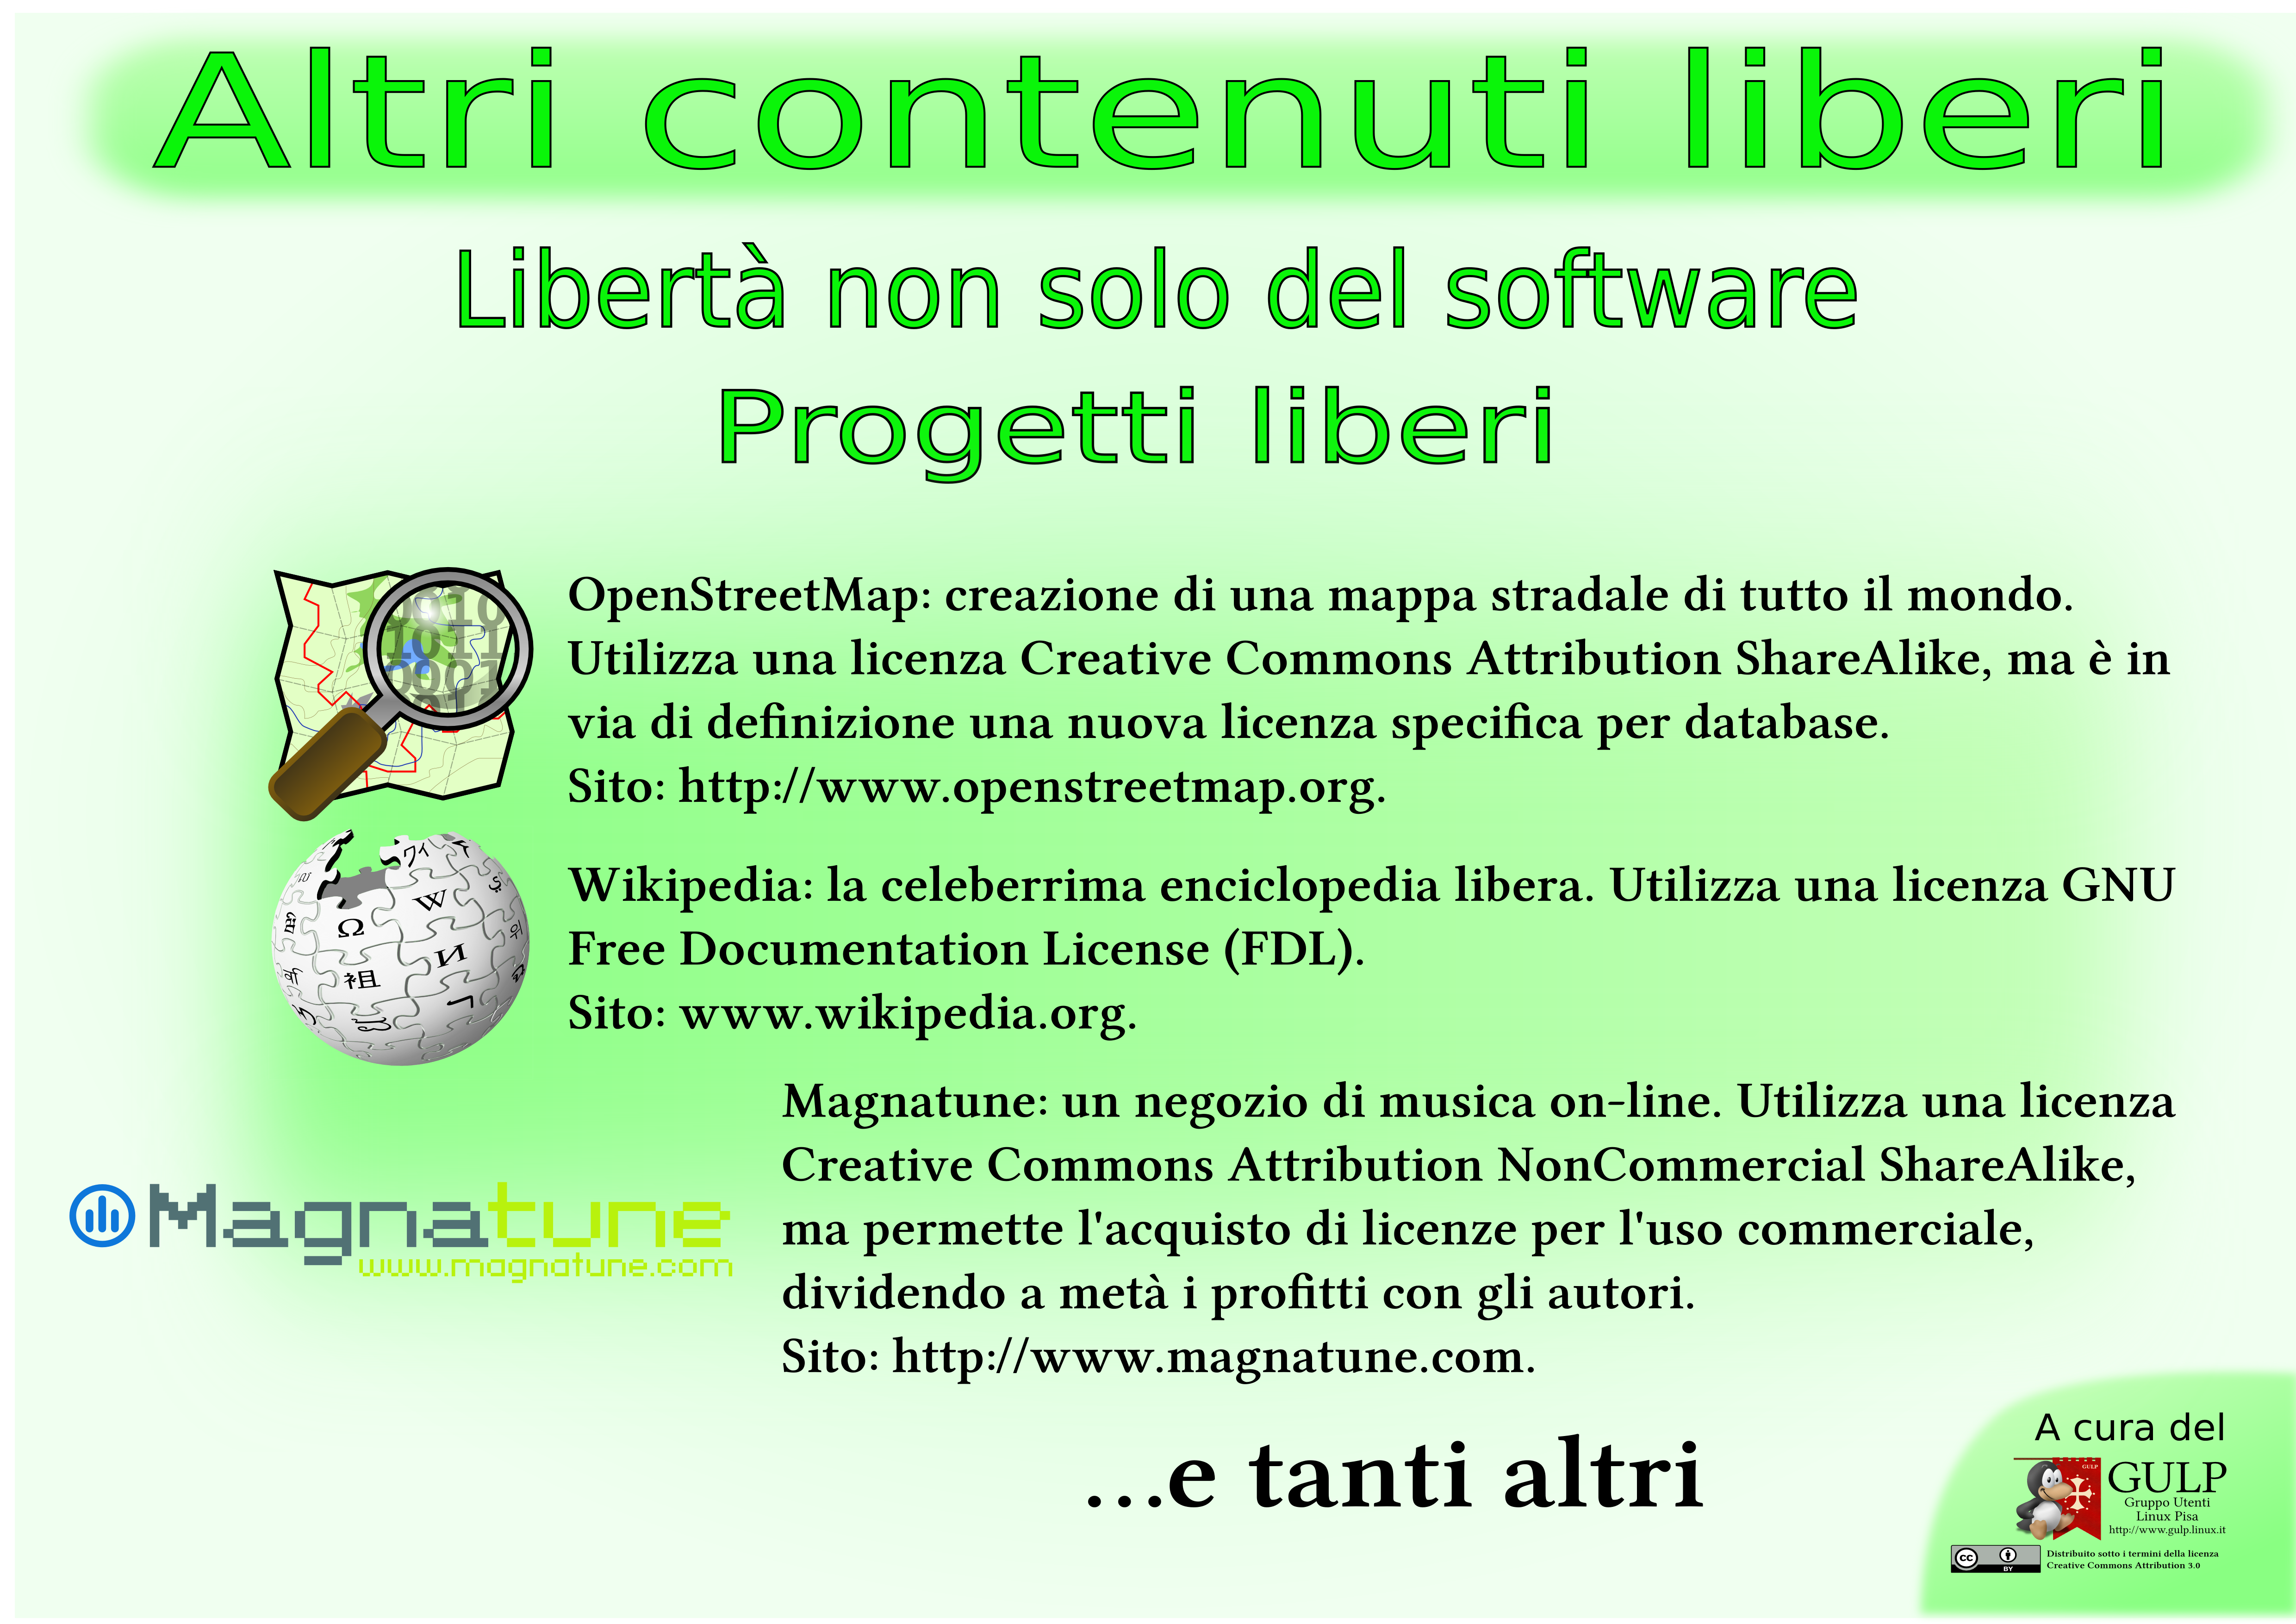 Altri contenuti liberi
Libertà non solo del software
Progetti liberi
OpenStreetMap: creazione di una mappa stradale di tutto il mondo.
Utilizza una licenza Creative Commons Attribution ShareAlike, ma è in
via di definizione una nuova licenza specifica per database.
Sito: http://www.openstreetmap.org.
Wikipedia: la celeberrima enciclopedia libera. Utilizza una licenza GNU
Free Documentation License (FDL).
Sito: www.wikipedia.org.
Magnatune: un negozio di musica on-line. Utilizza una licenza
Creative Commons Attribution NonCommercial ShareAlike,
ma permette l'acquisto di licenze per l'uso commerciale,
dividendo a metà i profitti con gli autori.
Sito: http://www.magnatune.com.
Magnatune
www.magnatune.com
...e tanti altri
A cura del
GULP
GULP
Gruppo Utenti
Linux Pisa
http://www.gulp.linux.it
cc BY
Distribuito sotto i termini della licenza
Creative Commons Attribution 3.0